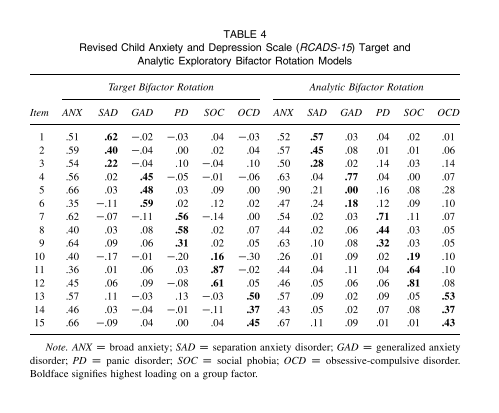 TABLE 4
Revised Child Anxiety and Depression Scale (RCADS-15) Target and
Analytic Exploratory Bifactor Rotation Models
Target Bifactor Rotation Analytic Bifactor Rotation
Item ANX SAD GAD PD SOC OCD ANX SAD GAD PD SOC OCD
1 .51 .62 −.02 −.03 .04 −.03 .52 .57 .03 .04 .02 .01
2 .59 .40 −.04 .00 .02 .04 .57 .45 .08 .01 .01 .06
3 .54 .22 −.04 .10 −.04 .10 .50 .28 .02 .14 .03 .14
4 .56 .02 .45 −.05 −.01 −.06 .63 .04 .77 .04 .00 .07
5 .66 .03 .48 .03 .09 .00 .90 .21 .00 .16 .08 .28
6 .35 −.11 .59 .02 .12 .02 .47 .24 .18 .12 .09 .10
7 .62 −.07 −.11 .56 −.14 .00 .54 .02 .03 .71 .11 .07
8 .40 .03 .08 .58 .02 .07 .44 .02 .06 .44 .03 .05
9 .64 .09 .06 .31 .02 .05 .63 .10 .08 .32 .03 .05
10 .40 −.17 −.01 −.20 .16 −.30 .26 .01 .09 .02 .19 .10
11 .36 .01 .06 .03 .87 −.02 .44 .04 .11 .04 .64 .10
12 .45 .06 .09 −.08 .61 .05 .46 .05 .06 .06 .81 .08
13 .57 .11 −.03 .13 −.03 .50 .57 .09 .02 .09 .05 .53
14 .46 .03 −.04 −.01 −.11 .37 .43 .05 .02 .07 .08 .37
15 .66 −.09 .04 .00 .04 .45 .67 .11 .09 .01 .01 .43
Note. ANX = broad anxiety; SAD = separation anxiety disorder; GAD = generalized anxiety
disorder; PD = panic disorder; SOC = social phobia; OCD = obsessive-compulsive disorder.
Boldface signifies highest loading on a group factor.